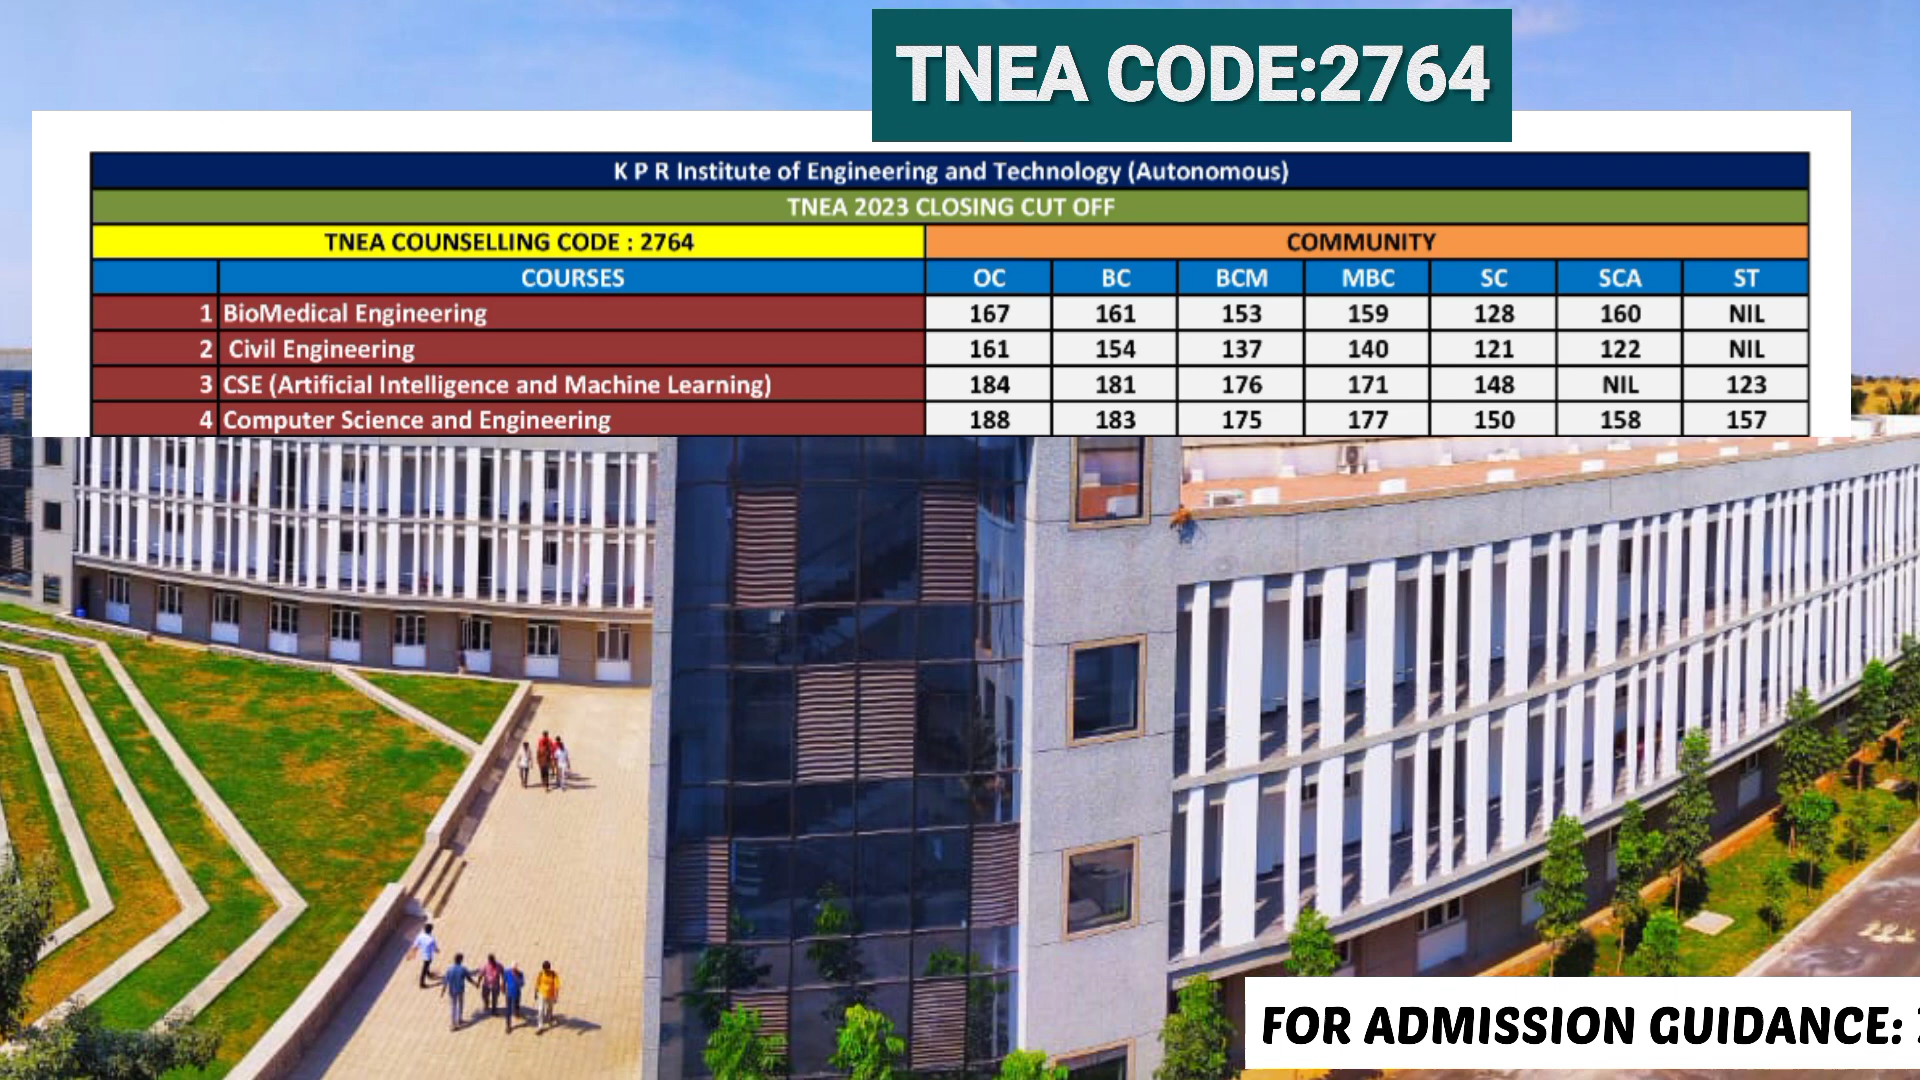 TNEA CODE:2764
K P R Institute of Engineering and Technology (Autonomous)
TNEA 2023 CLOSING CUT OFF
TNEA COUNSELLING CODE : 2764 COMMUNITY
COURSES OC BC BCM MBC SC SCA ST
1 BioMedical Engineering 167 161 153 159 128 160 NIL
2 Civil Engineering 161 154 137 140 121 122 NIL
3 CSE (Artificial Intelligence and Machine Learning) 184 181 176 171 148 NIL 123
4 Computer Science and Engineering 188 183 175 177 150 158 157
FOR ADMISSION GUIDANCE: